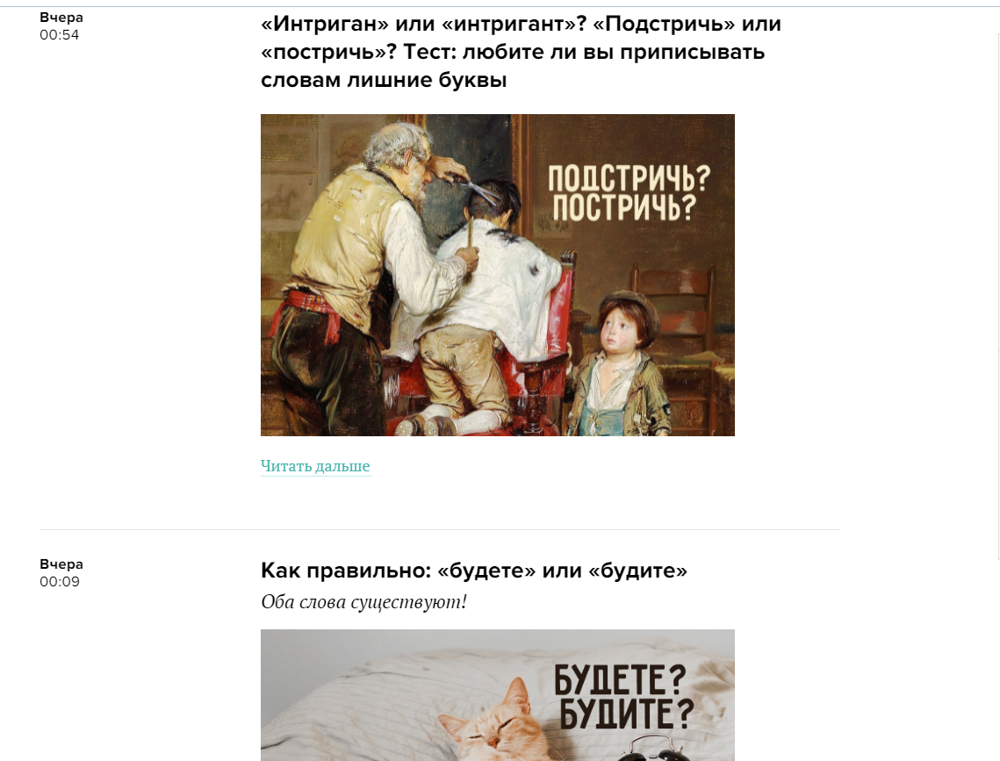 Вчера
00:54
«Интриган» или «интригант»? «Подстричь» или
«постричь»? Тест: любите ли вы приписывать
словам лишние буквы
ПОДСТРИЧЬ?
ПОСТРИЧЬ?
Читать дальше
Вчера
00:09
Как правильно: «будете» или «будите»
Оба слова существуют!
БУДЕТЕ?
БУДИТЕ?